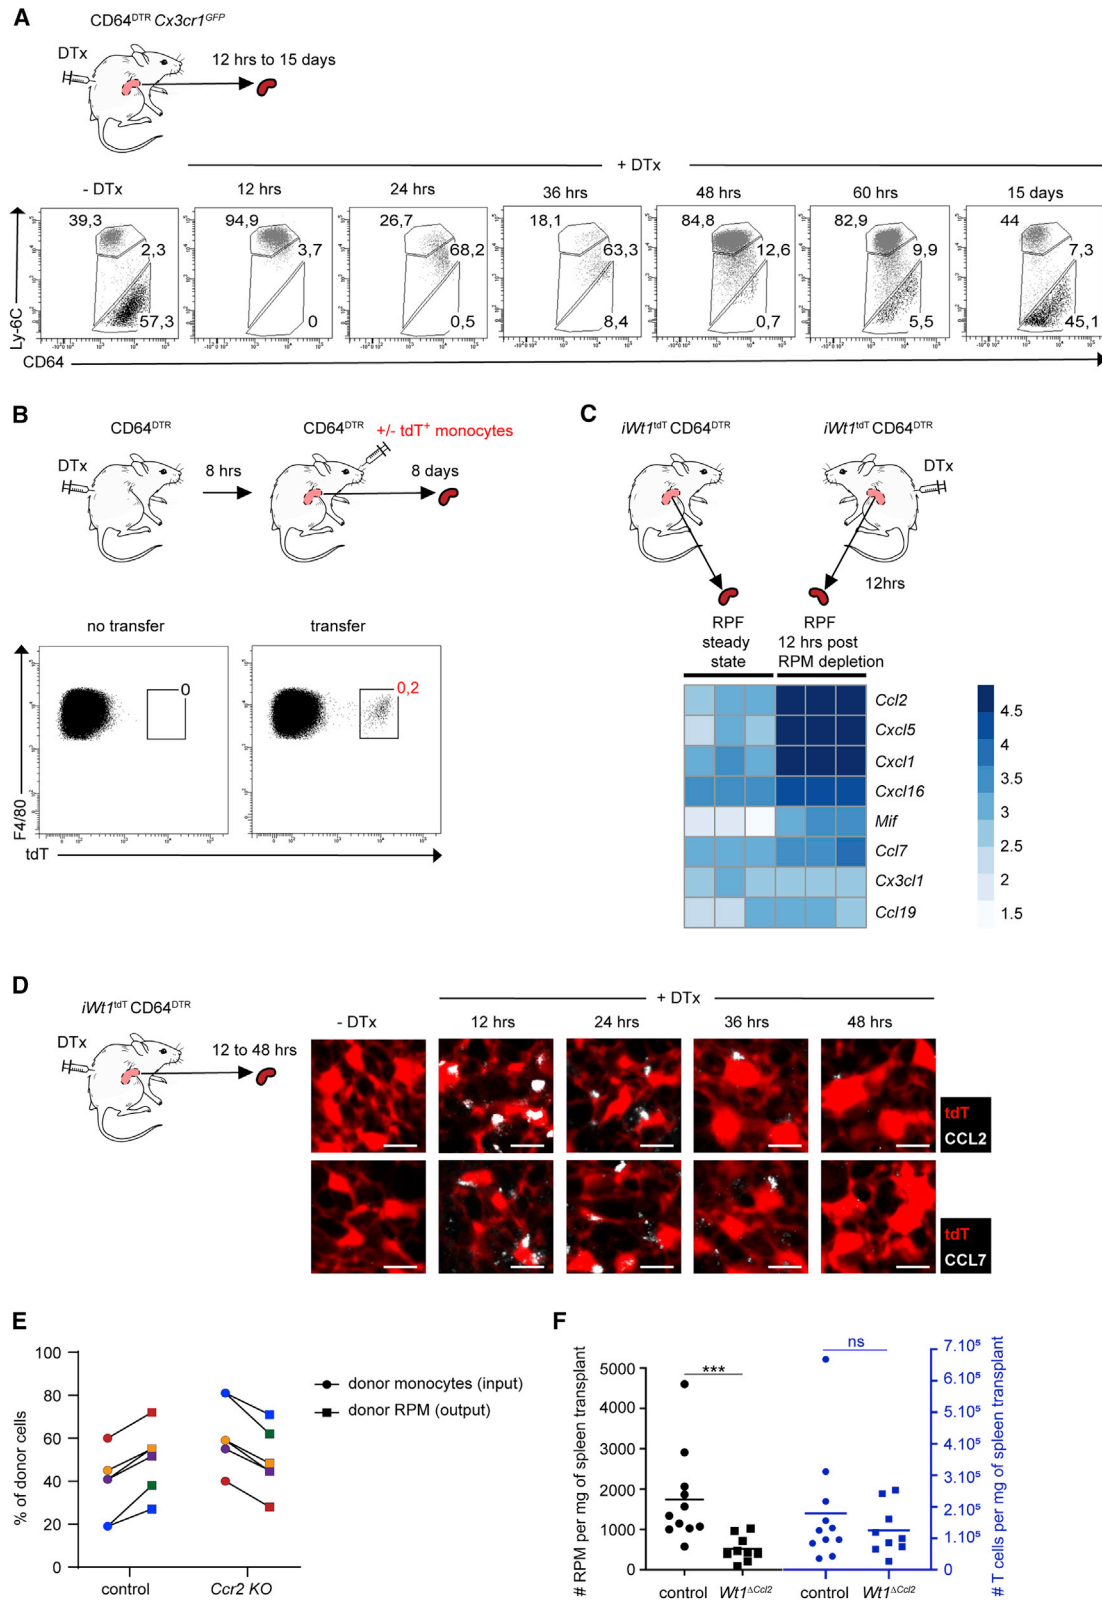 A
CD64DTR Cx3cr1GFP
DTx
12 hrs to 15 days
+ DTx
- DTx
12 hrs
24 hrs
36 hrs
48 hrs
60 hrs
15 days
39,3
2,3
57,3
94,9
3,7
0
26,7
68,2
0,5
18,1
63,3
8,4
84,8
12,6
0,7
82,9
9,9
5,5
44
7,3
45,1
Ly-6C
CD64
B
CD64DTR
CD64DTR
+/- tdT+ monocytes
DTx
8 hrs
8 days
no transfer
transfer
0
0,2
F4/80
tdT
C
iWt1tdT CD64DTR
iWt1tdT CD64DTR
DTx
12hrs
RPF
steady
state
RPF
12 hrs post
RPM depletion
Ccl2
Cxcl5
Cxcl1
Cxcl16
Mif
Ccl7
Cx3cl1
Ccl19
4.5
4
3.5
3
2.5
2
1.5
D
iWt1tdT CD64DTR
DTx
12 to 48 hrs
+ DTx
- DTx
12 hrs
24 hrs
36 hrs
48 hrs
tdT
CCL2
tdT
CCL7
E
100
80
60
40
20
0
% of donor cells
donor monocytes (input)
donor RPM (output)
control
Ccr2 KO
F
# RPM per mg of spleen transplant
5000
4000
3000
2000
1000
0
***
ns
7.10⁵
6.10⁵
5.10⁵
4.10⁵
3.10⁵
2.10⁵
1.10⁵
0
# T cells per mg of spleen transplant
control
Wt1ΔCcl2
control
Wt1ΔCcl2